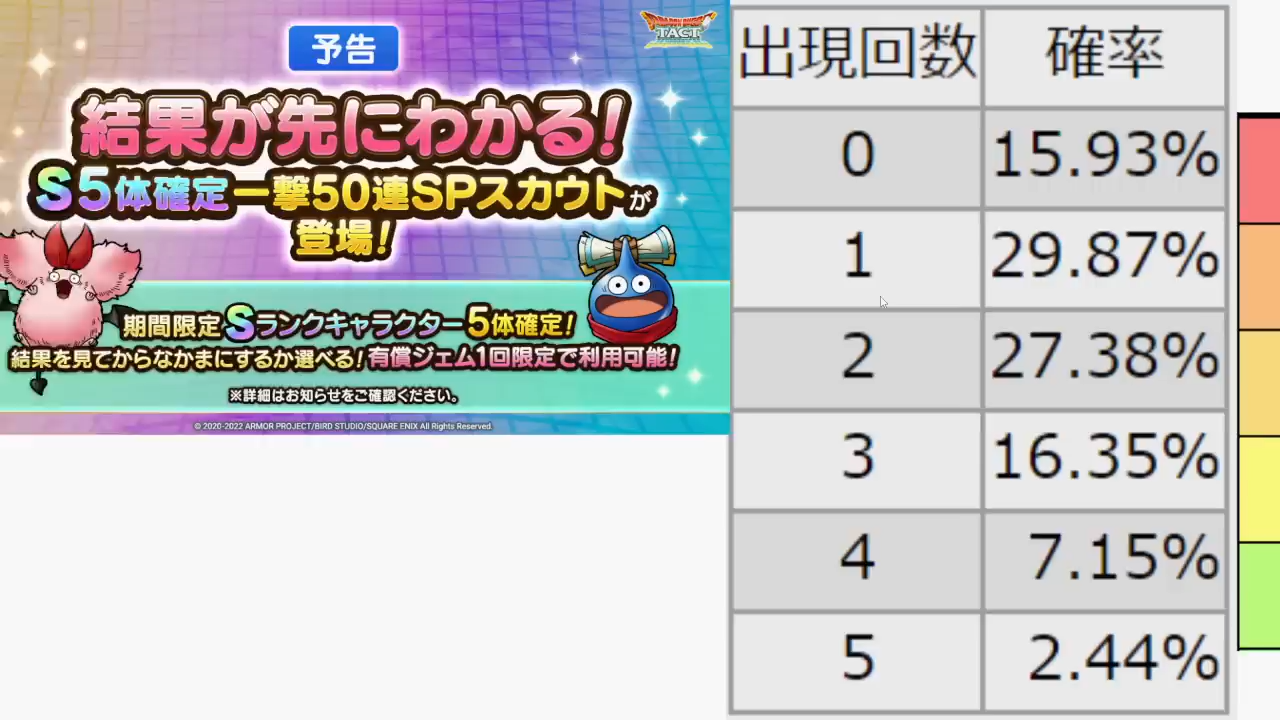 予告
DRAGON QUEST
TACT
結果が先にわかる!
S5体確定一撃50連SPスカウトが
登場!
期間限定Sランクキャラクター5体確定!
結果を見てからなかまにするか選べる!有償ジェム1回限定で利用可能!
※詳細はお知らせをご確認ください。
© 2020-2022 ARMOR PROJECT/BIRD STUDIO/SQUARE ENIX All Rights Reserved.
出現回数 確率
0 15.93%
1 29.87%
2 27.38%
3 16.35%
4 7.15%
5 2.44%